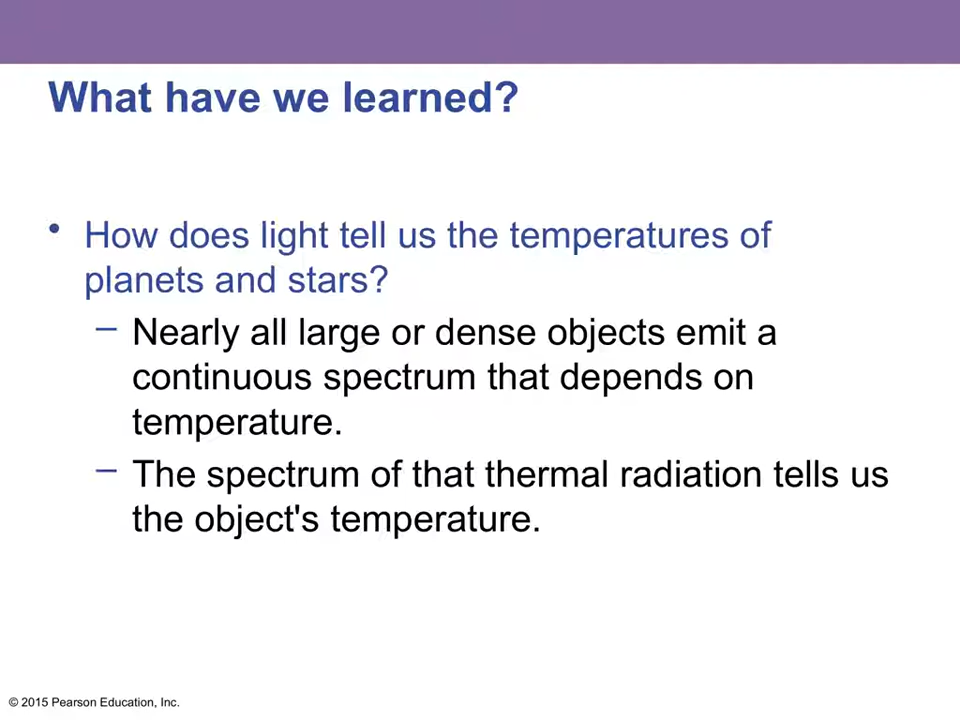 What have we learned?
• How does light tell us the temperatures of
planets and stars?
– Nearly all large or dense objects emit a
continuous spectrum that depends on
temperature.
– The spectrum of that thermal radiation tells us
the object's temperature.
© 2015 Pearson Education, Inc.